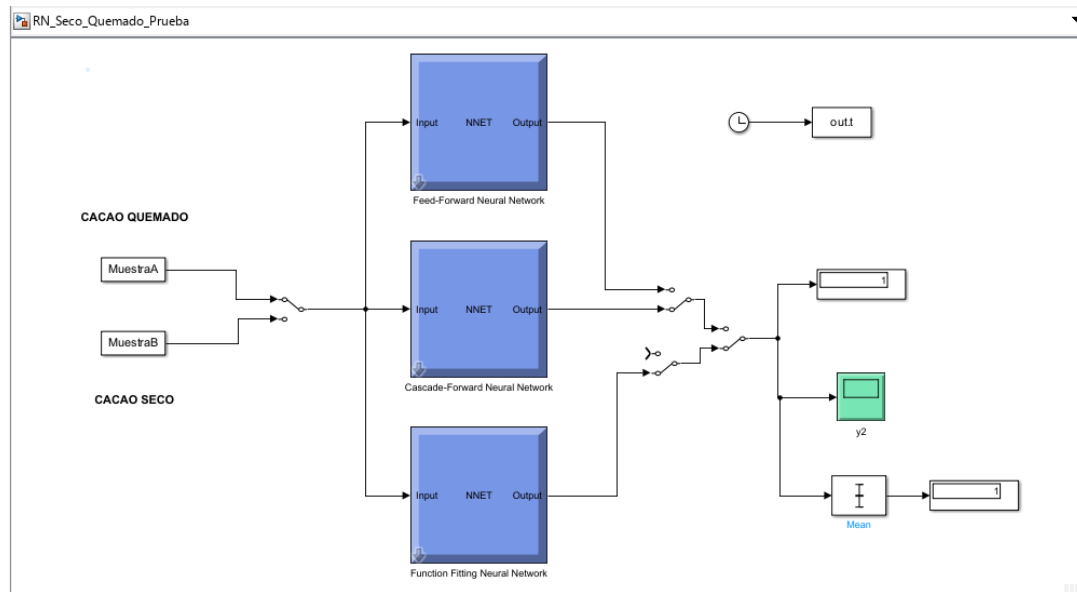 RN_Seco_Quemado_Prueba
Input NNET Output
Feed-Forward Neural Network
out.t
CACAO QUEMADO
MuestraA
MuestraB
CACAO SECO
Input NNET Output
Cascade-Forward Neural Network
1
y2
Input NNET Output
Function Fitting Neural Network
1
Mean